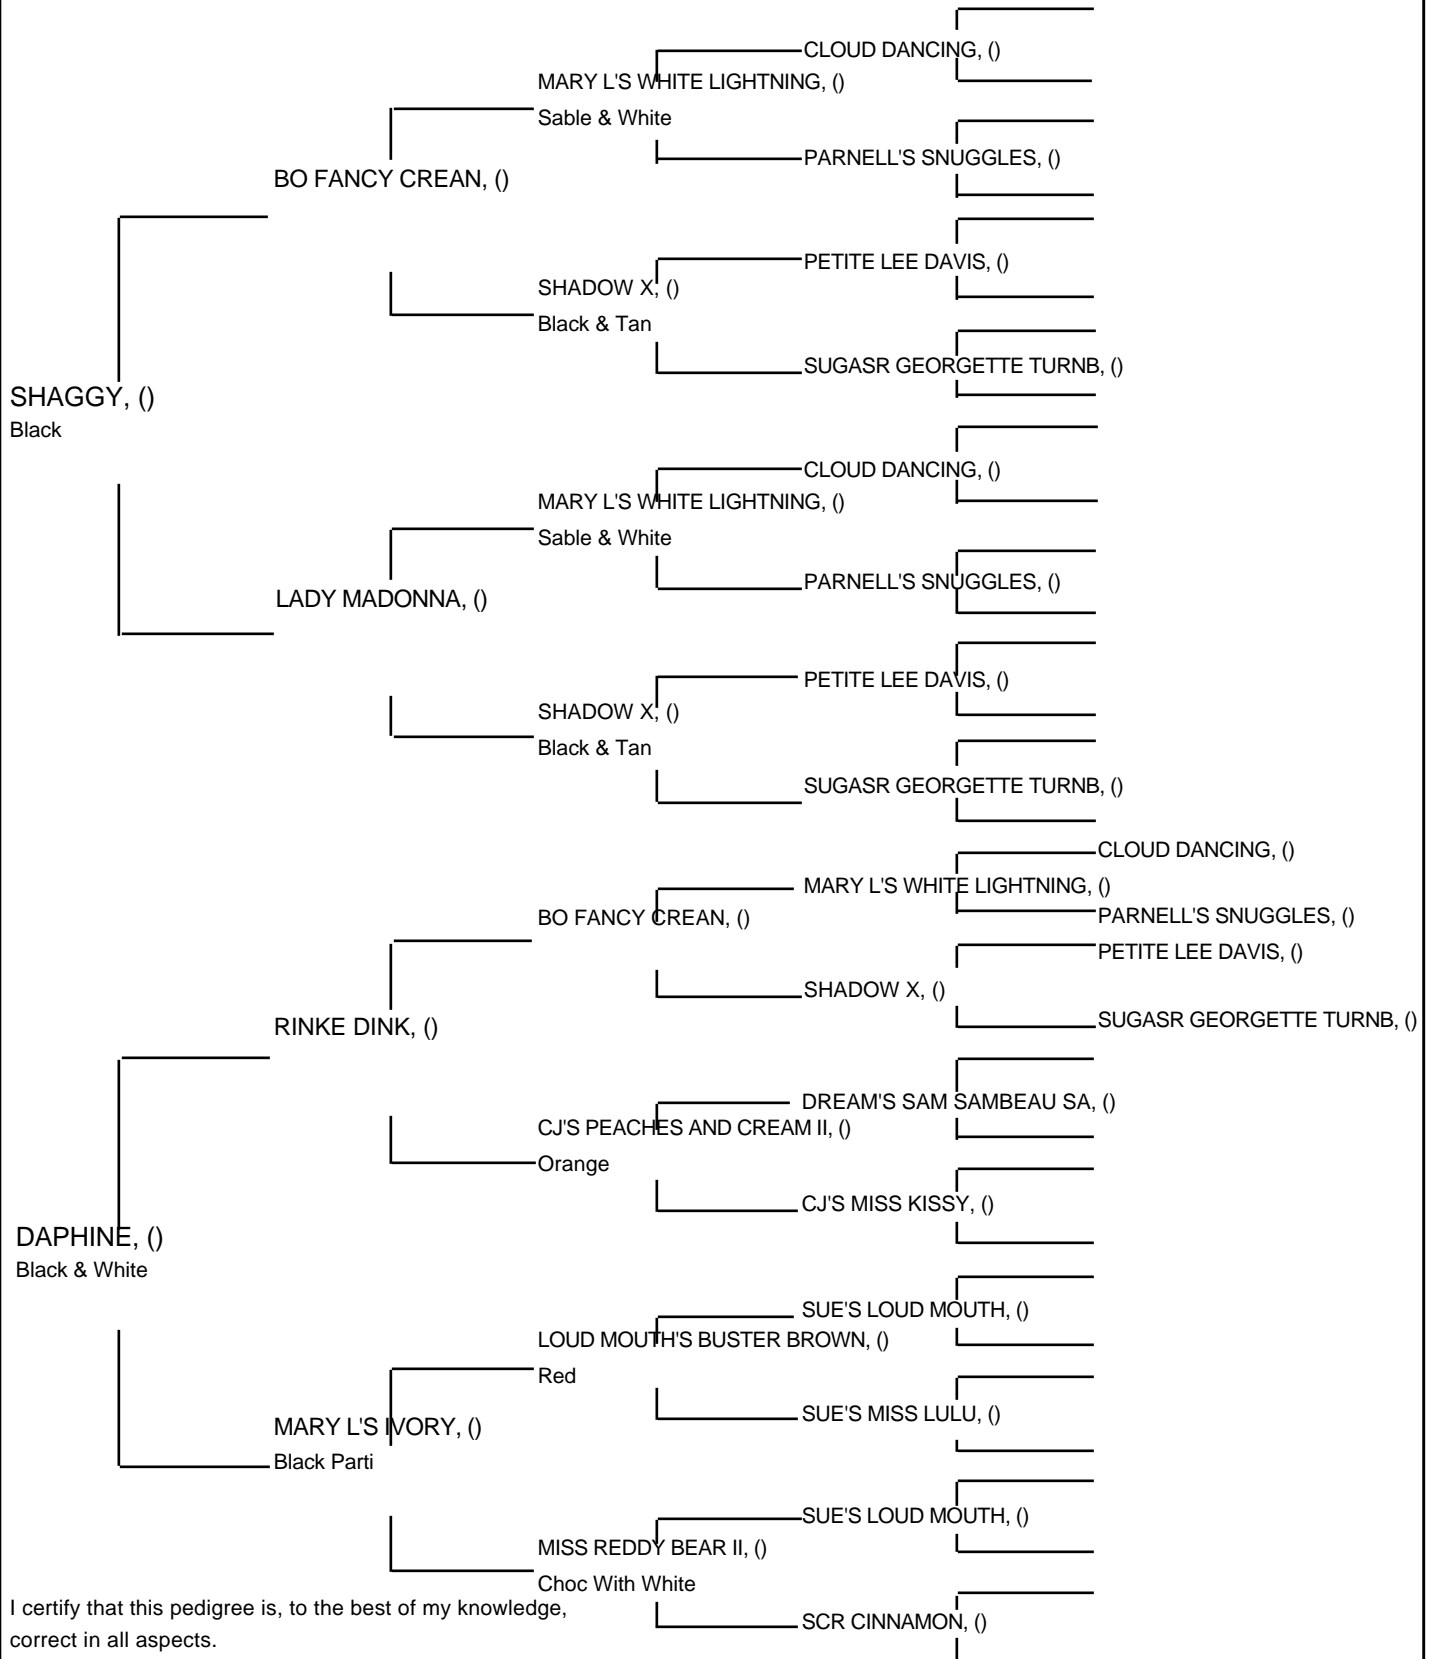 CLOUD DANCING, ()
MARY L'S WHITE LIGHTNING, ()
Sable & White
PARNELL'S SNUGGLES, ()
BO FANCY CREAN, ()
PETITE LEE DAVIS, ()
SHADOW X, ()
Black & Tan
SUGASR GEORGETTE TURNB, ()
SHAGGY, ()
Black
CLOUD DANCING, ()
MARY L'S WHITE LIGHTNING, ()
Sable & White
PARNELL'S SNUGGLES, ()
LADY MADONNA, ()
PETITE LEE DAVIS, ()
SHADOW X, ()
Black & Tan
SUGASR GEORGETTE TURNB, ()
CLOUD DANCING, ()
MARY L'S WHITE LIGHTNING, ()
PARNELL'S SNUGGLES, ()
BO FANCY CREAN, ()
PETITE LEE DAVIS, ()
SHADOW X, ()
SUGASR GEORGETTE TURNB, ()
RINKE DINK, ()
DREAM'S SAM SAMBEAU SA, ()
CJ'S PEACHES AND CREAM II, ()
Orange
CJ'S MISS KISSY, ()
DAPHINE, ()
Black & White
SUE'S LOUD MOUTH, ()
LOUD MOUTH'S BUSTER BROWN, ()
Red
SUE'S MISS LULU, ()
MARY L'S IVORY, ()
Black Parti
SUE'S LOUD MOUTH, ()
MISS REDDY BEAR II, ()
Choc With White
SCR CINNAMON, ()
I certify that this pedigree is, to the best of my knowledge,
correct in all aspects.